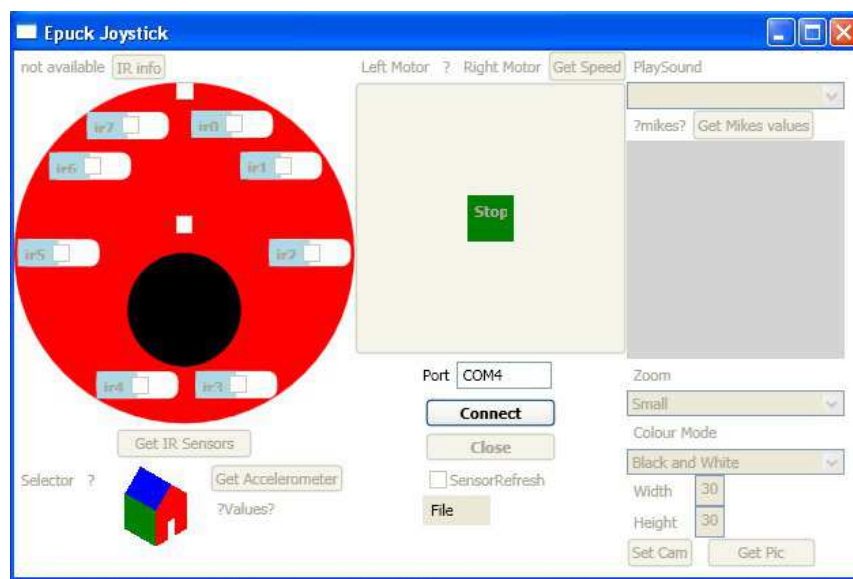 Epuck Joystick
not available IR info
Left Motor ? Right Motor Get Speed
PlaySound
?mikes? Get Mikes values
ir7 ir0
ir6 ir1
ir5 ir2
ir4 ir3
Stop
Get IR Sensors
Selector ?
Get Accelerometer
?Values?
Port COM4
Connect
Close
SensorRefresh
File
Zoom
Small
Colour Mode
Black and White
Width 30
Height 30
Set Cam Get Pic